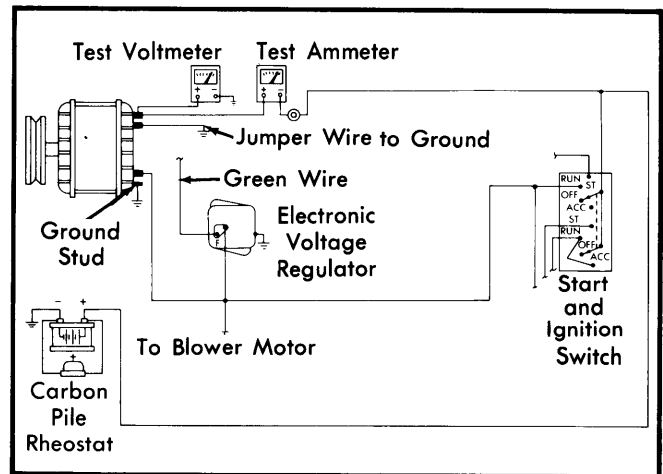 Test Voltmeter
Test Ammeter
+ -
+ -
Jumper Wire to Ground
Green Wire
Ground
Stud
F
Electronic
Voltage
Regulator
RUN
ST
OFF
ACC
ST
RUN
OFF
ACC
Start
and
Ignition
Switch
- +
+
To Blower Motor
Carbon
Pile
Rheostat